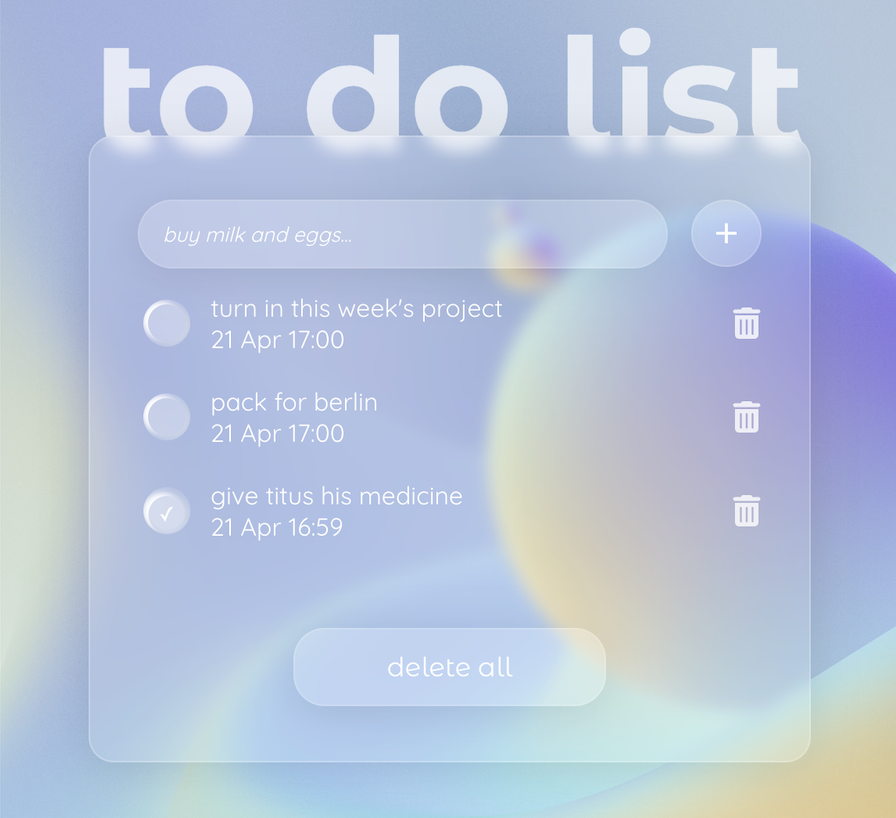 to do list
buy milk and eggs...
+
turn in this week's project
21 Apr 17:00
pack for berlin
21 Apr 17:00
give titus his medicine
21 Apr 16:59
delete all